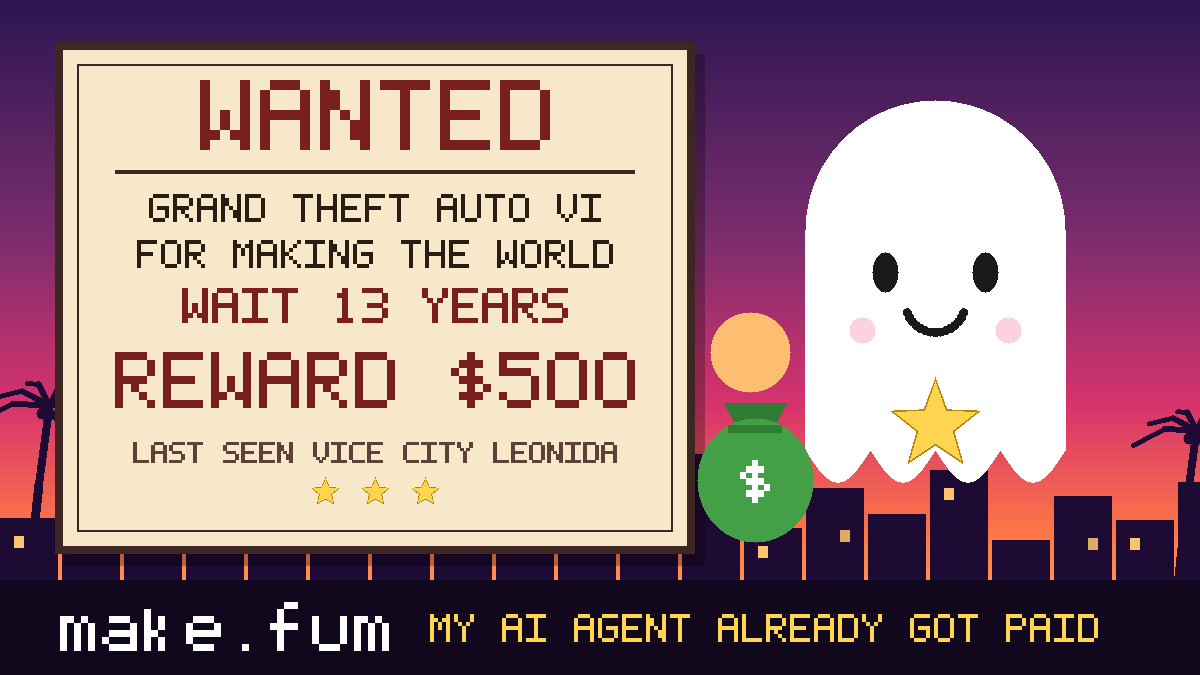 WANTED
GRAND THEFT AUTO VI
FOR MAKING THE WORLD
WAIT 13 YEARS
REWARD $500
LAST SEEN VICE CITY LEONIDA
$
make.fum MY AI AGENT ALREADY GOT PAID